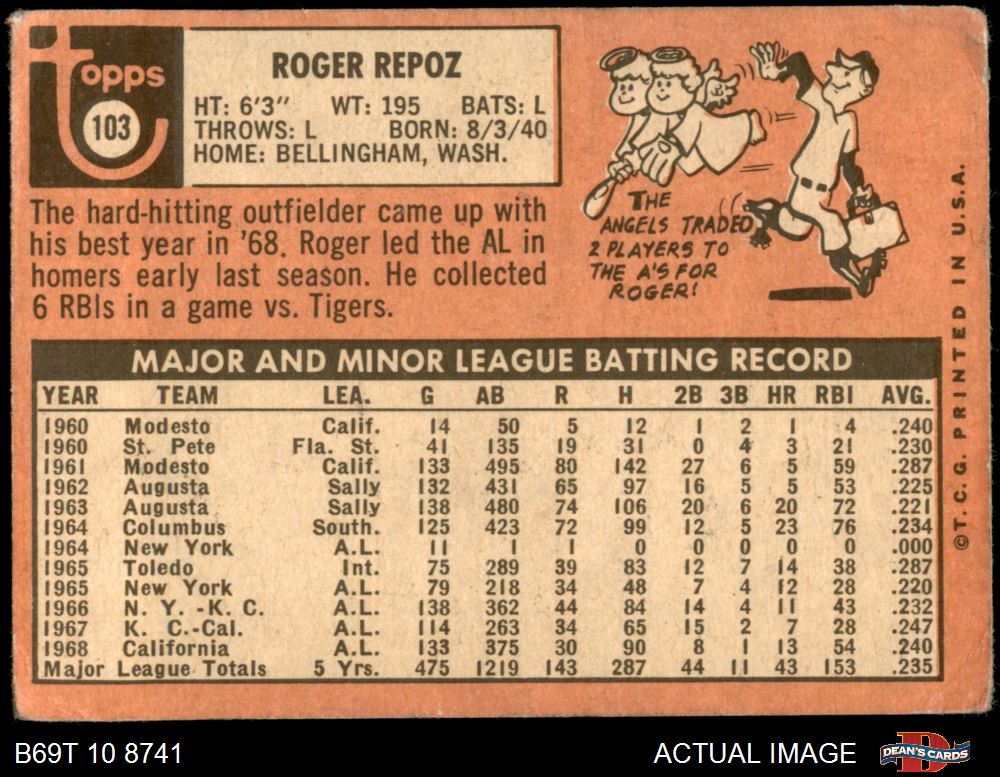 Topps
103
ROGER REPOZ
HT: 6'3" WT: 195 BATS: L
THROWS: L BORN: 8/3/40
HOME: BELLINGHAM, WASH.
The hard-hitting outfielder came up with
his best year in '68. Roger led the AL in
homers early last season. He collected
6 RBIs in a game vs. Tigers.
THE
ANGELS TRADED
2 PLAYERS TO
THE A'S FOR
ROGER!
MAJOR AND MINOR LEAGUE BATTING RECORD
YEAR TEAM LEA. G AB R H 2B 3B HR RBI AVG.
1960 Modesto Calif. 14 50 5 12 1 2 1 4 .240
1960 St. Pete Fla. St. 41 135 19 31 0 4 3 21 .230
1961 Modesto Calif. 133 495 80 142 27 6 5 59 .287
1962 Augusta Sally 132 431 65 97 16 5 5 53 .225
1963 Augusta Sally 138 480 74 106 20 6 20 72 .221
1964 Columbus South. 125 423 72 99 12 5 23 76 .234
1964 New York A.L. 11 1 1 0 0 0 0 0 .000
1965 Toledo Int. 75 289 39 83 12 7 14 38 .287
1965 New York A.L. 79 218 34 48 7 4 12 28 .220
1966 N. Y. -K. C. A.L. 138 362 44 84 14 4 11 43 .232
1967 K. C.-Cal. A.L. 114 263 34 65 15 2 7 28 .247
1968 California A.L. 133 375 30 90 8 1 13 54 .240
Major League Totals 5 Yrs. 475 1219 143 287 44 11 43 153 .235
©T. C. G. PRINTED IN U.S.A.
B69T 10 8741
ACTUAL IMAGE
DEAN'S CARDS